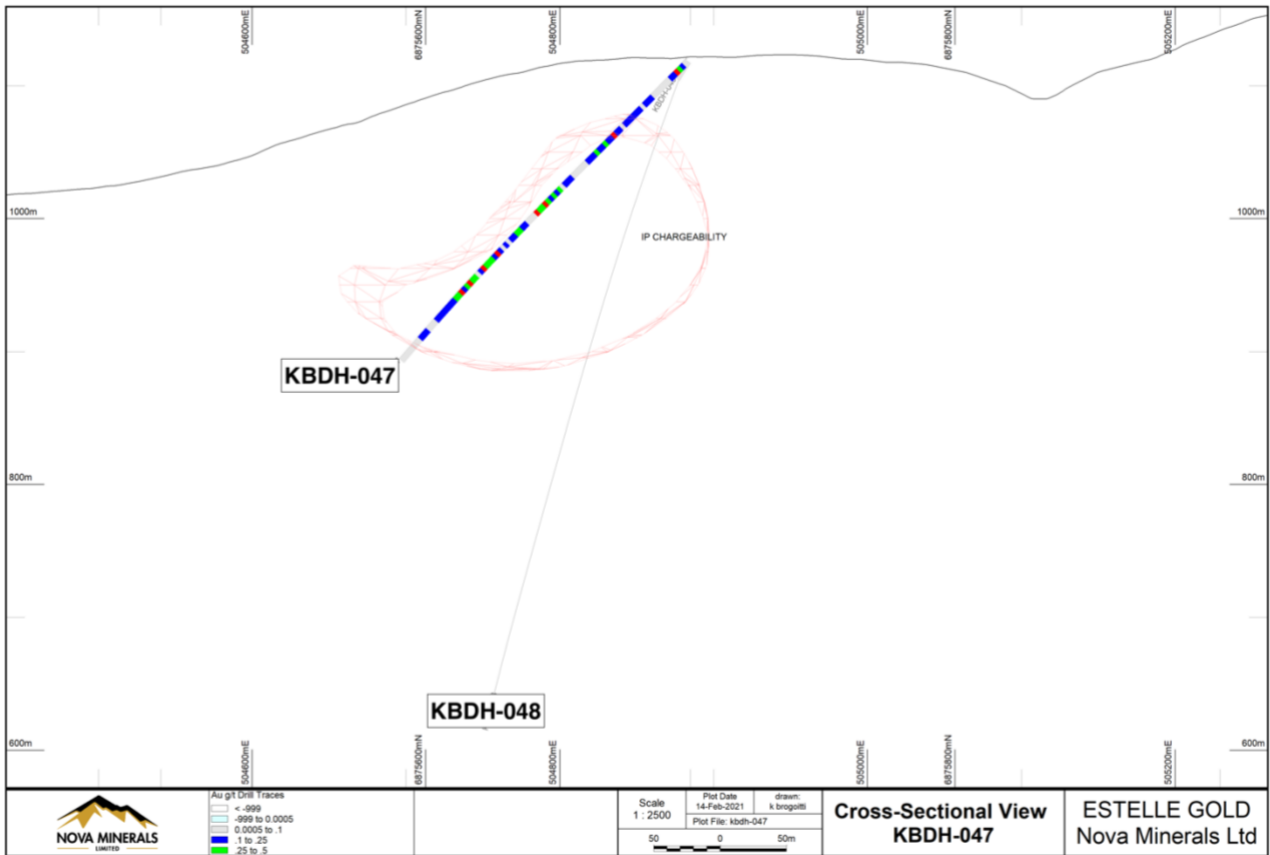 504600mE
6875600mN
504800mE
505000mE
6875800mN
505200mE
KBDH-04
1000m
1000m
IP CHARGEABILITY
KBDH-047
800m
800m
KBDH-048
600m
600m
504600mE
6875600mN
504800mE
505000mE
6875800mN
505200mE
NOVA MINERALS
LIMITED
Au g/t Drill Traces
< -999
-999 to 0.0005
0.0005 to .1
.1 to .25
.25 to .5
Scale
1 : 2500
Plot Date
14-Feb-2021
drawn:
k brogoitti
Plot File: kbdh-047
50 0 50m
Cross-Sectional View
KBDH-047
ESTELLE GOLD
Nova Minerals Ltd